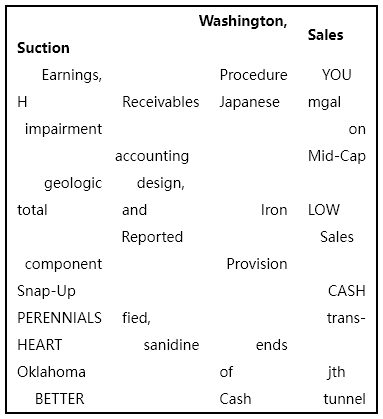 Washington,
Suction Sales
Earnings, Procedure YOU
H Receivables Japanese mgal
impairment on
accounting Mid-Cap
geologic design,
total and Iron LOW
Reported Sales
component Provision
Snap-Up CASH
PERENNIALS fied, trans-
HEART sanidine ends
Oklahoma of jth
BETTER Cash tunnel